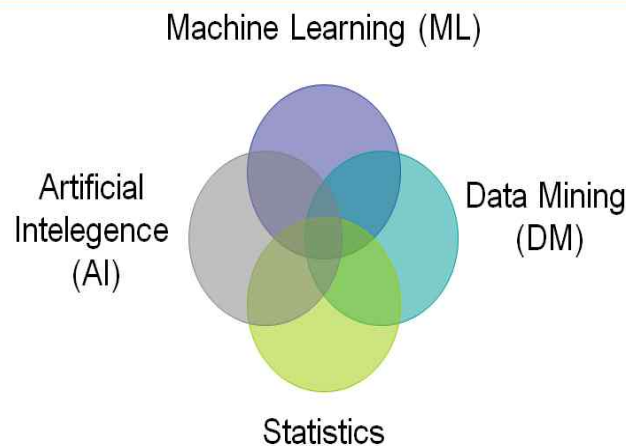 Machine Learning (ML)
Artificial
Intelegence
(AI)
Data Mining
(DM)
Statistics